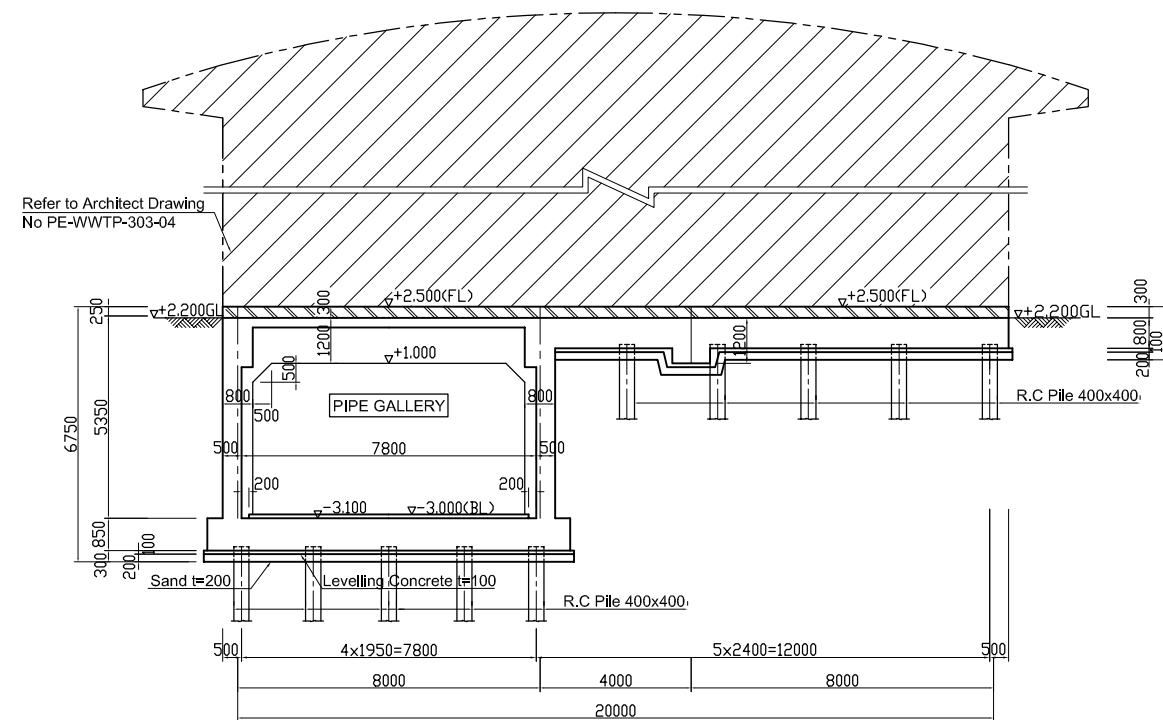 Refer to Architect Drawing
No PE-WWTP-303-04
250
+2.200GL
300
+2.500(FL)
+2.500(FL)
+2.200GL
300
1200
1200
800
100
200
+1.000
500
500
800
800
PIPE GALLERY
R.C Pile 400x400
6750
5350
500
7800
500
200
200
-3.100
-3.000(BL)
850
100
300
200
Sand t=200
Levelling Concrete t=100
R.C Pile 400x400
500
4x1950=7800
5x2400=12000
500
8000
4000
8000
20000